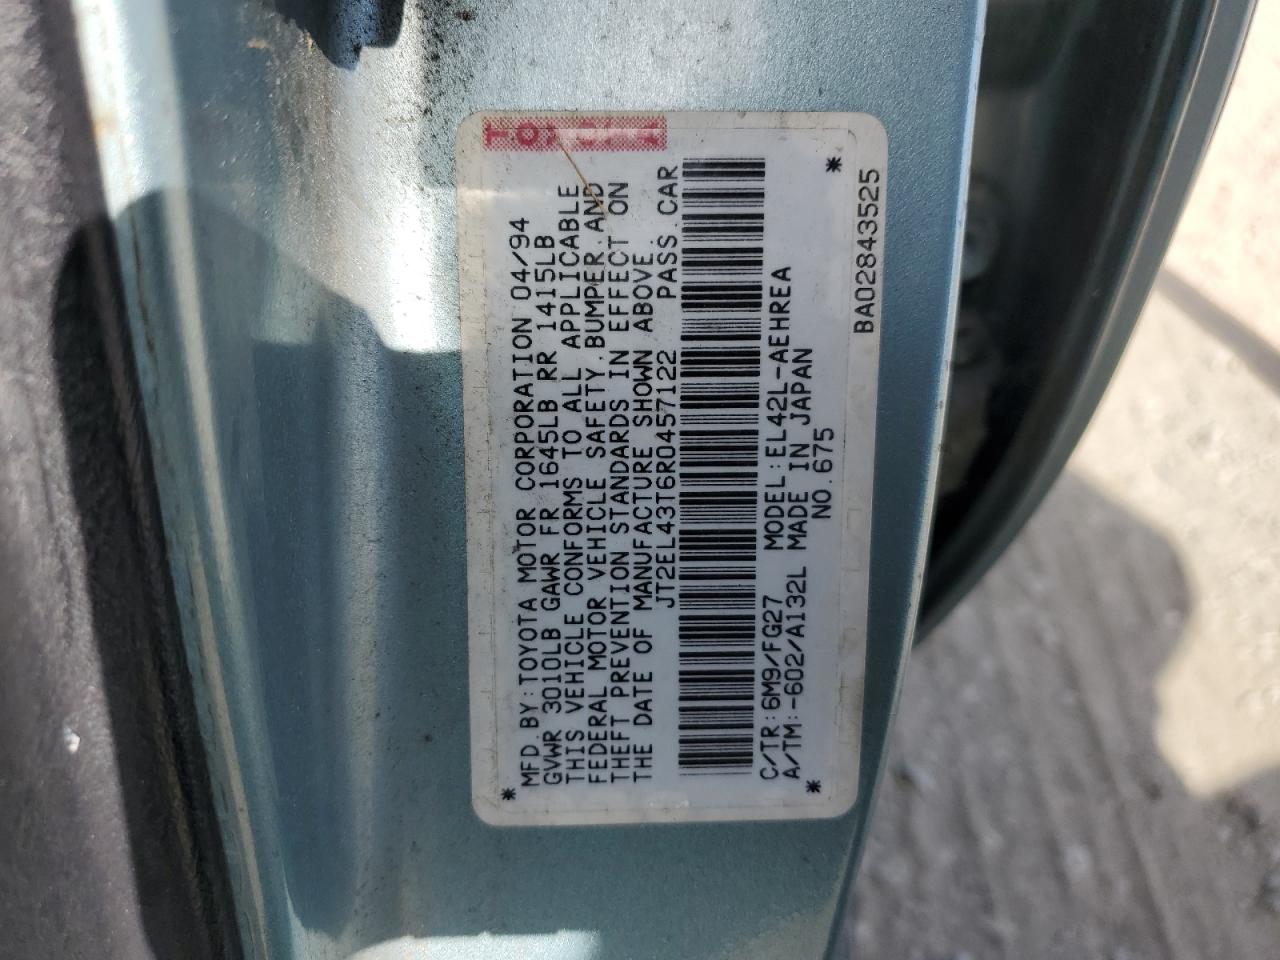 MFD. BY: TOYOTA MOTOR CORPORATION 04/94
GVWR 3010LB GAWR FR 1645LB RR 1415LB
THIS VEHICLE CONFORMS TO ALL APPLICABLE
FEDERAL MOTOR VEHICLE SAFETY. BUMPER. AND
THEFT PREVENTION STANDARDS IN EFFECT ON
THE DATE OF MANUFACTURE SHOWN ABOVE.
JT2EL43T6R0457122 PASS. CAR
C/TR: 6M9/FG27 MODEL: EL42L-AEHREA
A/TM: -602/A132L MADE IN JAPAN
NO. 675
BA02843525